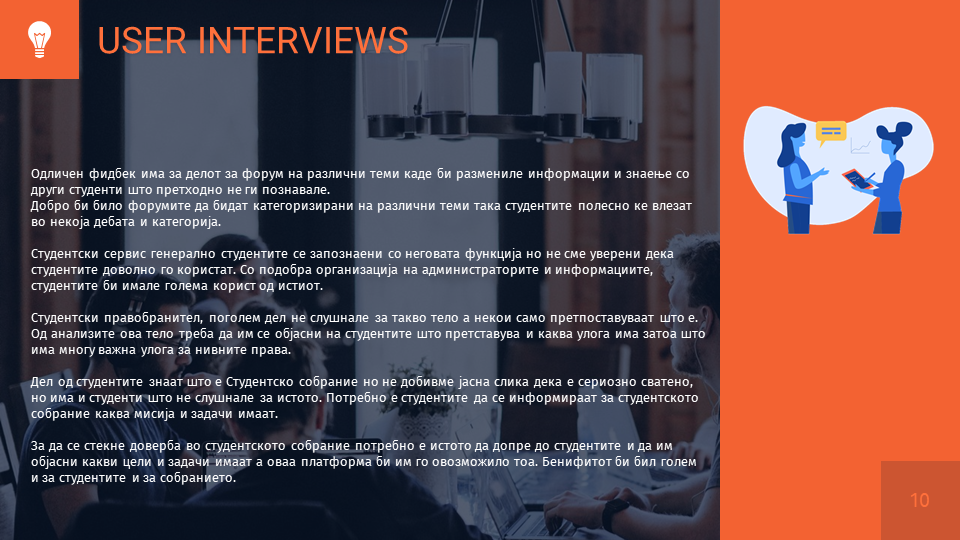 USER INTERVIEWS
Одличен фидбек има за делот за форум на различни теми каде би размениле информации и знаење со
други студенти што претходно не ги познавале.
Добро би било форумите да бидат категоризирани на различни теми така студентите полесно ке влезат
во некоја дебата и категорија.
Студентски сервис генерално студентите се запознаени со неговата функција но не сме уверени дека
студентите доволно го користат. Со подобра организација на администраторите и информациите,
студентите би имале голема корист од истиот.
Студентски правобранител, поголем дел не слушнале за такво тело а некои само претпоставуваат што е.
Од анализите ова тело треба да им се објасни на студентите што претставува и каква улога има затоа што
има многу важна улога за нивните права.
Дел од студентите знаат што е Студентско собрание но не добивме јасна слика дека е сериозно сватено,
но има и студенти што не слушнале за истото. Потребно е студентите да се информираат за студентското
собрание каква мисија и задачи имаат.
За да се стекне доверба во студентското собрание потребно е истото да допре до студентите и да им
објасни какви цели и задачи имаат а оваа платформа би им го овозможило тоа. Бенифитот би бил голем
и за студентите и за собранието.
10